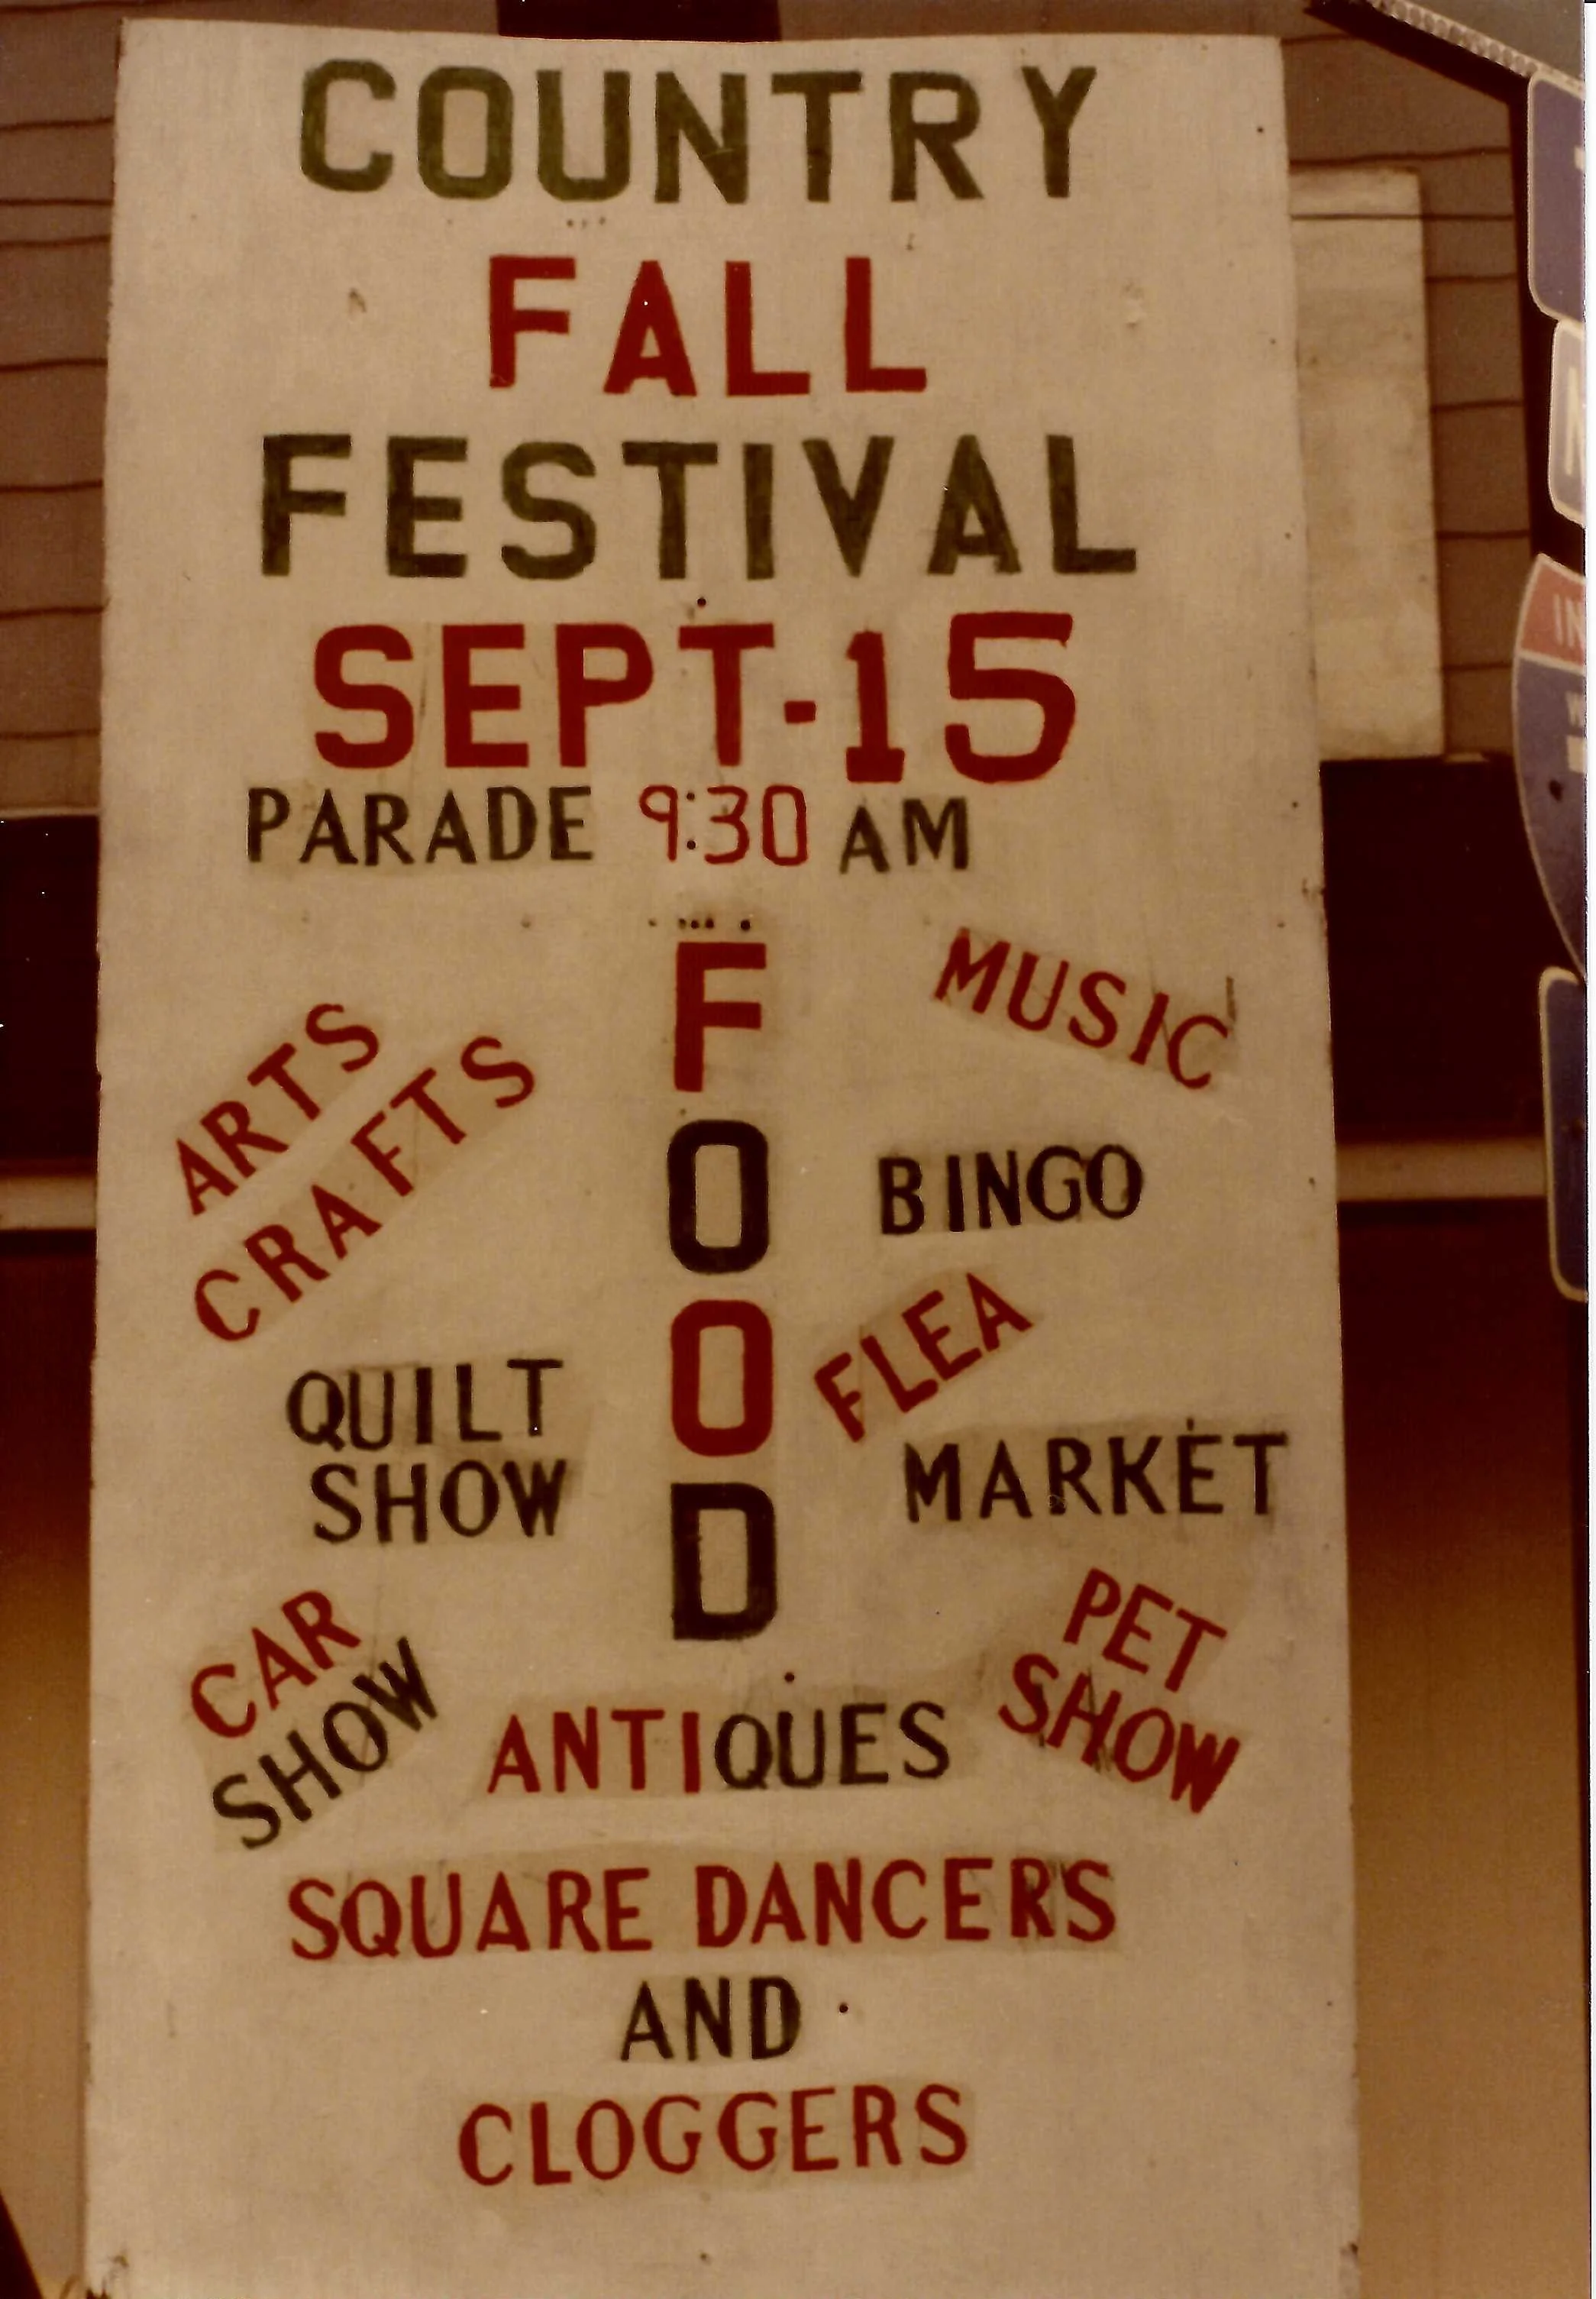 COUNTRY
FALL
FESTIVAL
SEPT-15
PARADE 9:30 AM
FOOD
MUSIC
ARTS
CRAFTS
BINGO
FLEA
MARKET
QUILT
SHOW
CAR
SHOW
PET
SHOW
ANTIQUES
SQUARE DANCERS
AND
CLOGGERS